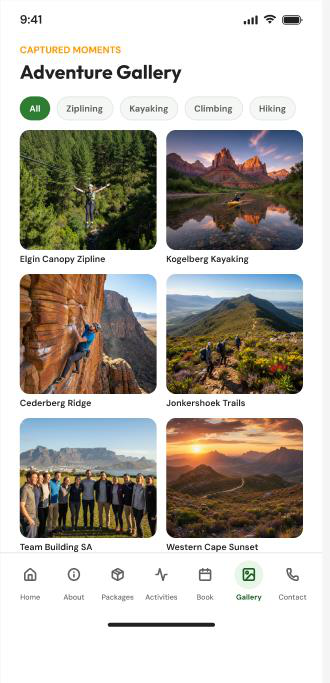 9:41
CAPTURED MOMENTS
Adventure Gallery
All Ziplining Kayaking Climbing Hiking
Elgin Canopy Zipline Kogelberg Kayaking
Cederberg Ridge Jonkershoek Trails
Team Building SA Western Cape Sunset
Home About Packages Activities Book Gallery Contact